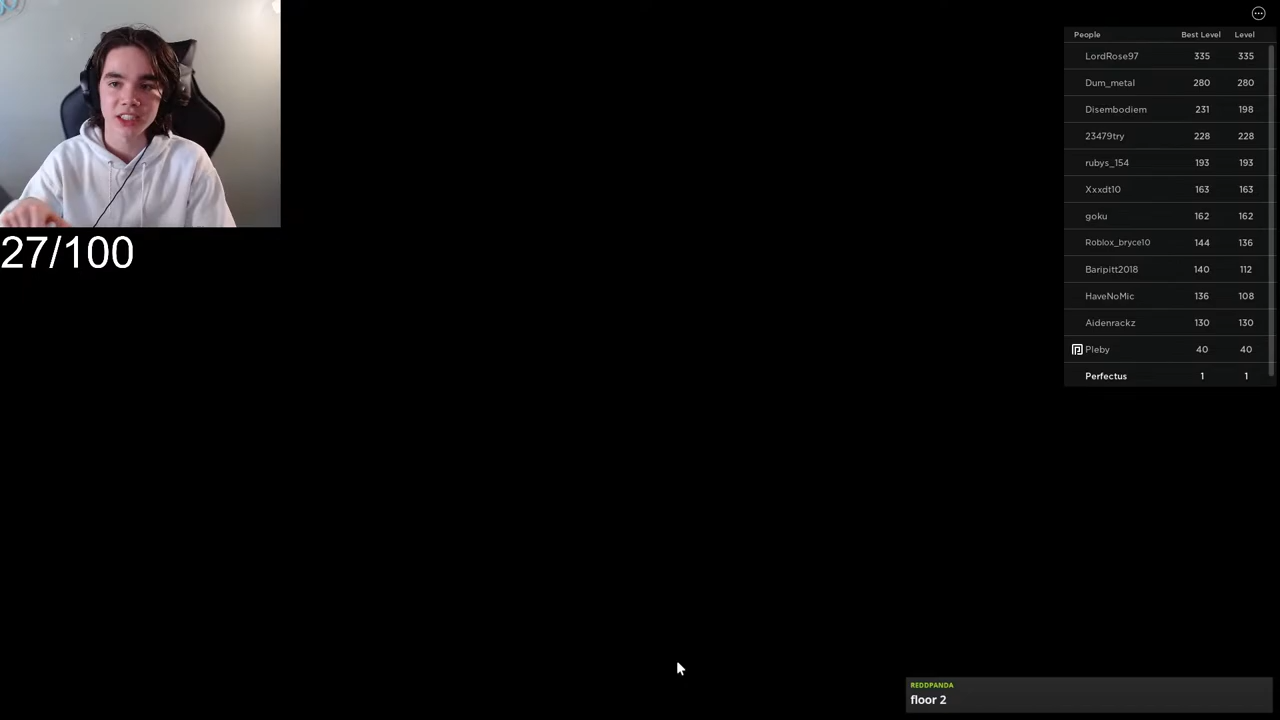 27/100
People Best Level Level
LordRose97 335 335
Dum_metal 280 280
Disembodiem 231 198
23479try 228 228
rubys_154 193 193
Xxxdt10 163 163
goku 162 162
Roblox_bryce10 144 136
Baripitt2018 140 112
HaveNoMic 136 108
Aidenrackz 130 130
Pleby 40 40
Perfectus 1 1
REDDPANDA
floor 2